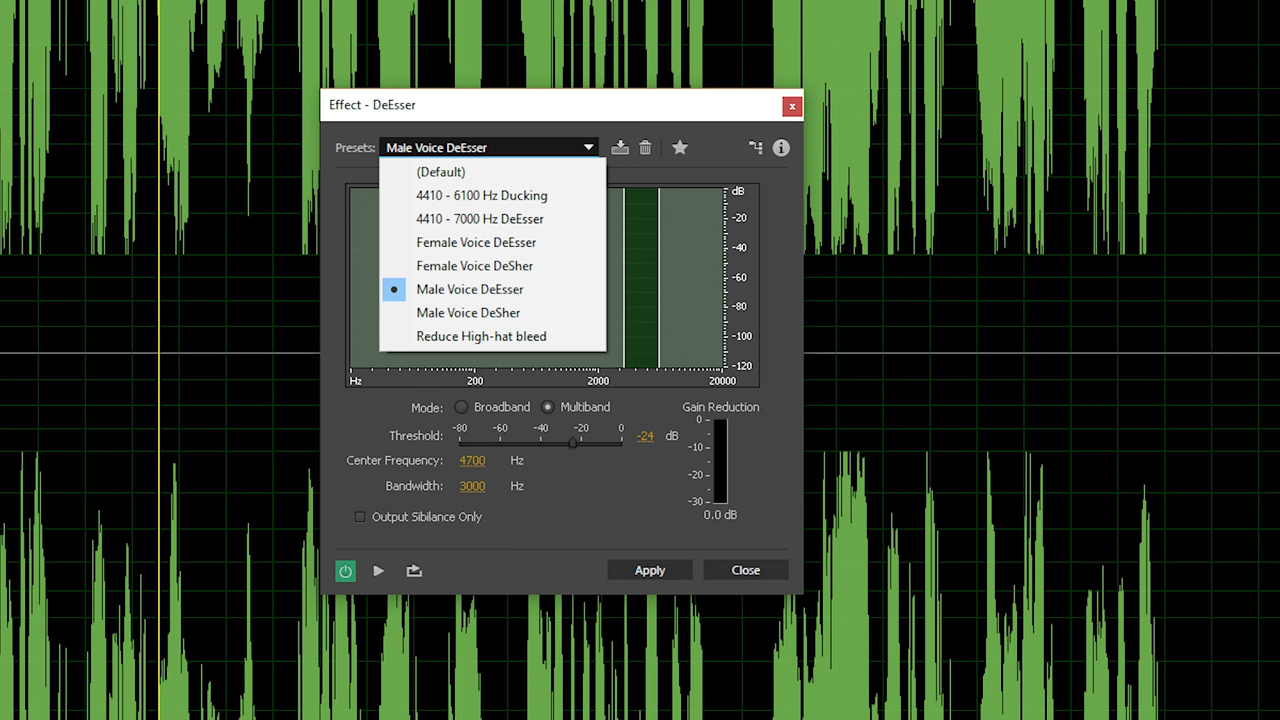 Effect - DeEsser
x
Presets: Male Voice DeEsser
(Default)
4410 - 6100 Hz Ducking
4410 - 7000 Hz DeEsser
Female Voice DeEsser
Female Voice DeSher
Male Voice DeEsser
Male Voice DeSher
Reduce High-hat bleed
dB
-20
-40
-60
-80
-100
-120
Hz 200 2000 20000
Mode: Broadband Multiband
Threshold: -80 -60 -40 -20 0 -24 dB
Center Frequency: 4700 Hz
Bandwidth: 3000 Hz
Output Sibilance Only
Gain Reduction
0
-10
-20
-30
0.0 dB
Apply Close